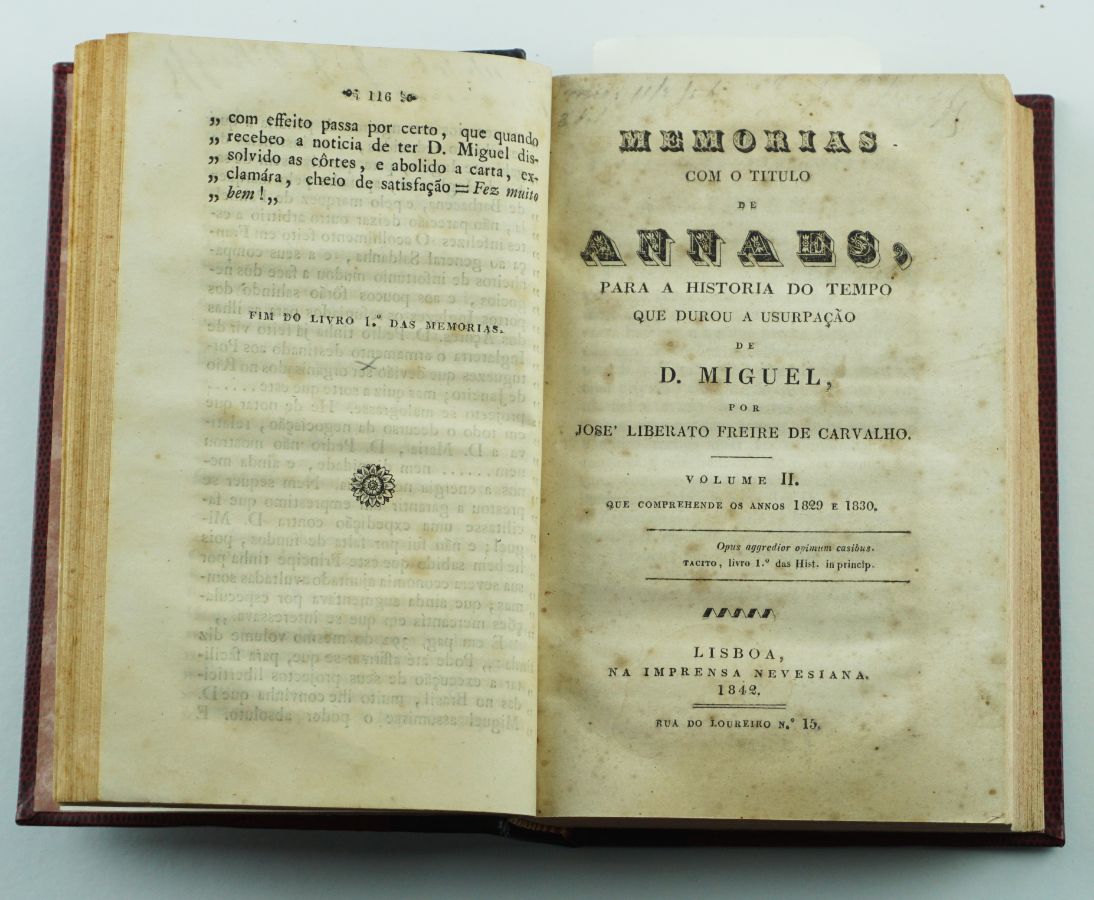 116
„ com effeito passa por certo, que quando
„ recebeo a noticia de ter D. Miguel dis-
„ solvido as côrtes, e abolido a carta, ex-
„ clamára, cheio de satisfação = Fez muito
„ bem! „
FIM DO LIVRO 1.º DAS MEMORIAS.
MEMORIAS
COM O TITULO
DE
ANNAES,
PARA A HISTORIA DO TEMPO
QUE DUROU A USURPAÇÃO
DE
D. MIGUEL,
POR
JOSE' LIBERATO FREIRE DE CARVALHO.
VOLUME II.
QUE COMPREHENDE OS ANNOS 1829 E 1830.
Opus aggredior opimum casibus.
TACITO, livro 1.º das Hist. in princip.
LISBOA,
NA IMPRENSA NEVESIANA.
1842.
RUA DO LOUREIRO N.º 15.